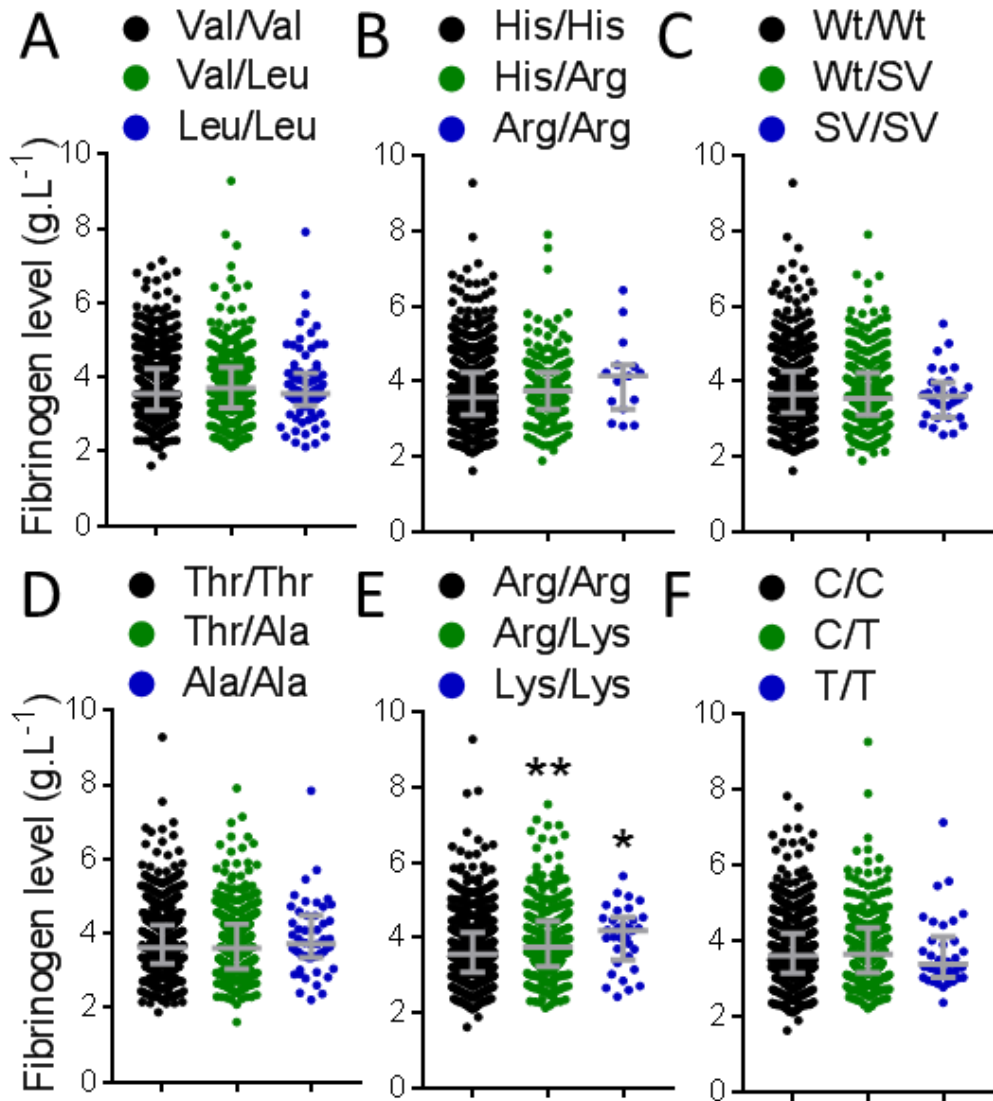 A
Val/Val
Val/Leu
Leu/Leu
B
His/His
His/Arg
Arg/Arg
C
Wt/Wt
Wt/SV
SV/SV
Fibrinogen level (g.L⁻¹)
10
8
6
4
2
0
10
8
6
4
2
0
10
8
6
4
2
0
D
Thr/Thr
Thr/Ala
Ala/Ala
E
Arg/Arg
Arg/Lys
Lys/Lys
F
C/C
C/T
T/T
Fibrinogen level (g.L⁻¹)
10
8
6
4
2
0
10
8
6
4
2
0
**
*
10
8
6
4
2
0